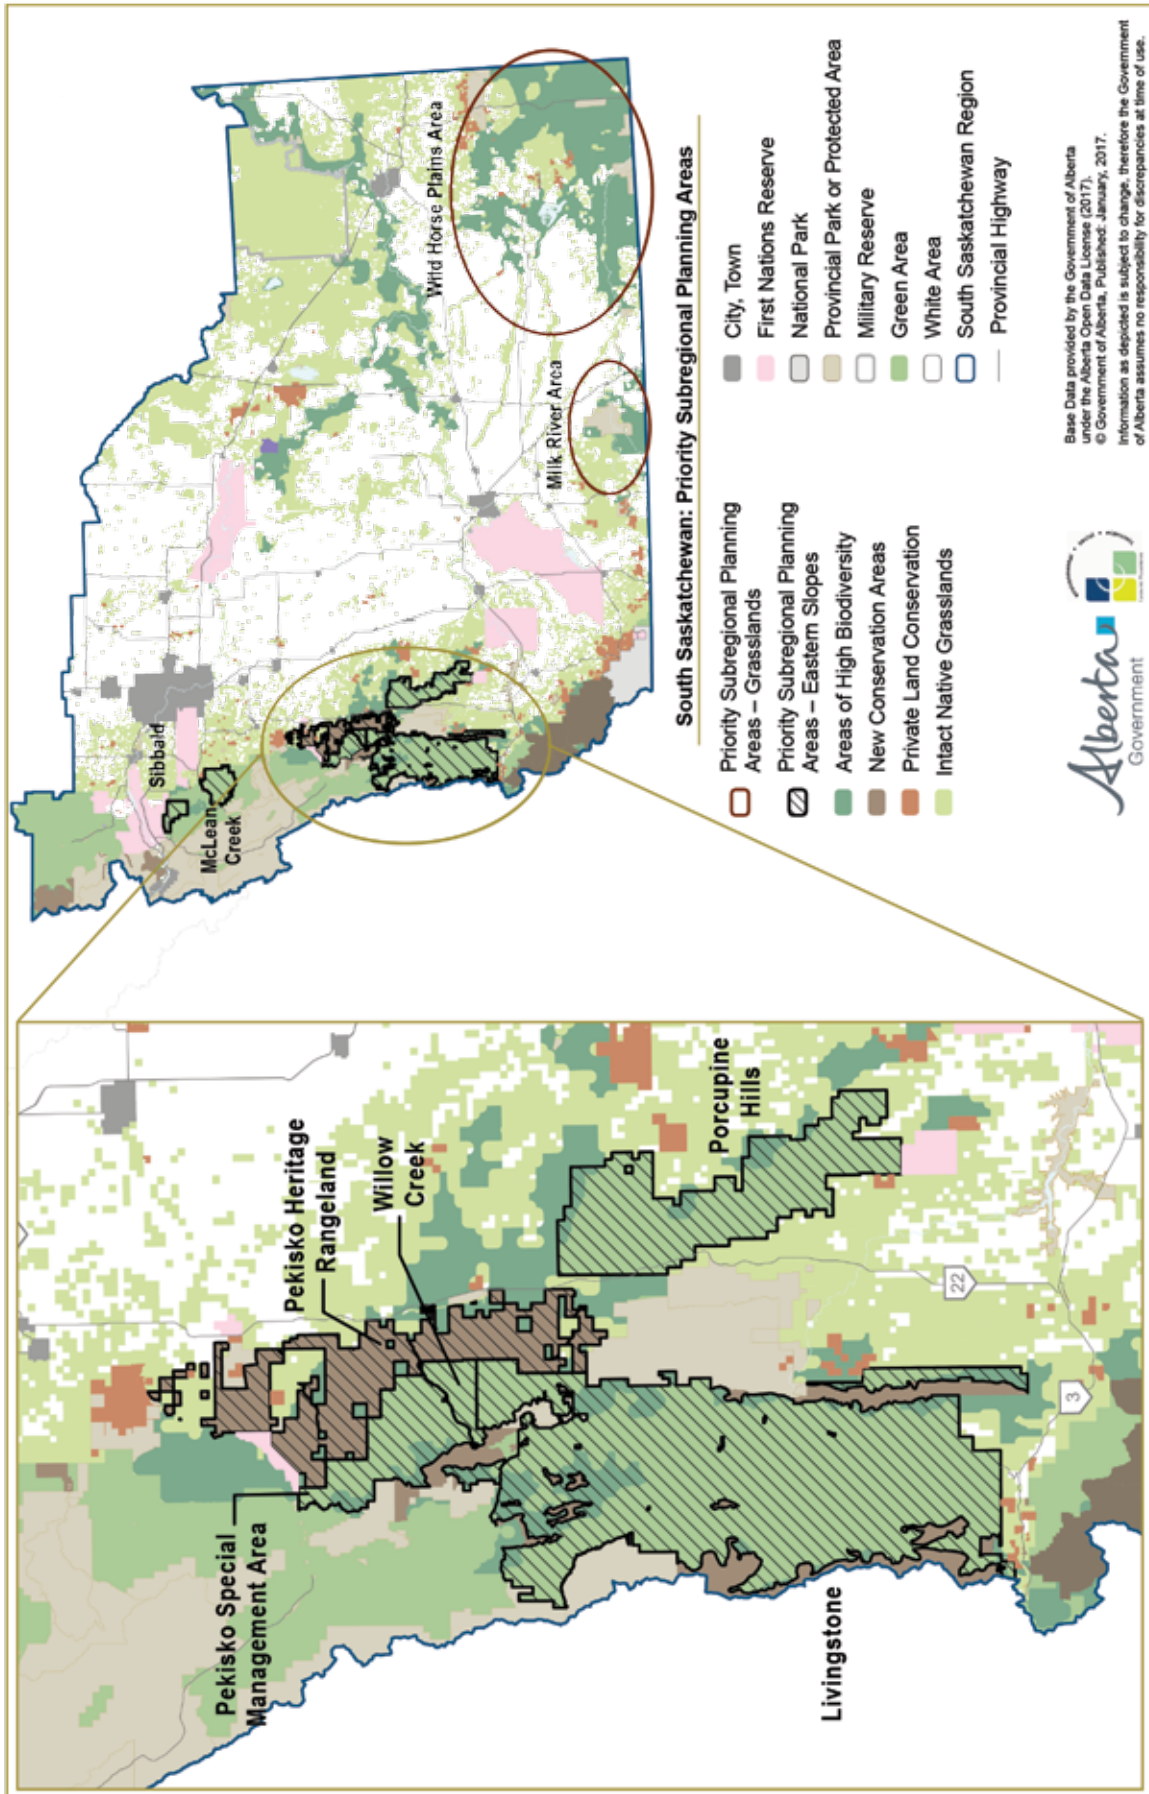 Sibbald
McLean
Creek
Wild Horse Plains Area
Milk River Area
South Saskatchewan: Priority Subregional Planning Areas
Priority Subregional Planning
Areas – Grasslands
Priority Subregional Planning
Areas – Eastern Slopes
Areas of High Biodiversity
New Conservation Areas
Private Land Conservation
Intact Native Grasslands
City, Town
First Nations Reserve
National Park
Provincial Park or Protected Area
Military Reserve
Green Area
White Area
South Saskatchewan Region
Provincial Highway
Pekisko Special
Management Area
Pekisko Heritage
Rangeland
Willow
Creek
Porcupine
Hills
Livingstone
22
3
Alberta
Government
Base Data provided by the Government of Alberta
under the Alberta Open Data License (2017).
© Government of Alberta, Published: January, 2017.
Information as depicted is subject to change, therefore the Government
of Alberta assumes no responsibility for discrepancies at time of use.